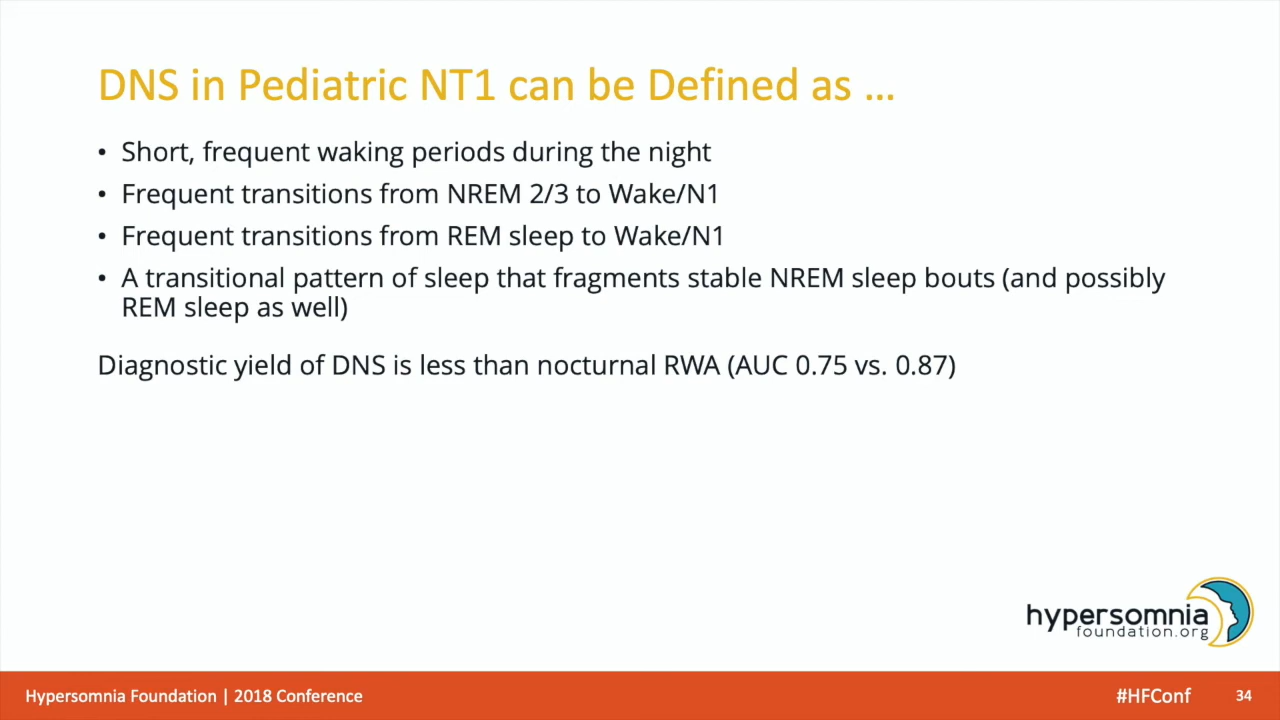 DNS in Pediatric NT1 can be Defined as ...
• Short, frequent waking periods during the night
• Frequent transitions from NREM 2/3 to Wake/N1
• Frequent transitions from REM sleep to Wake/N1
• A transitional pattern of sleep that fragments stable NREM sleep bouts (and possibly
REM sleep as well)
Diagnostic yield of DNS is less than nocturnal RWA (AUC 0.75 vs. 0.87)
hypersomnia
foundation.org
Hypersomnia Foundation | 2018 Conference
#HFConf
34